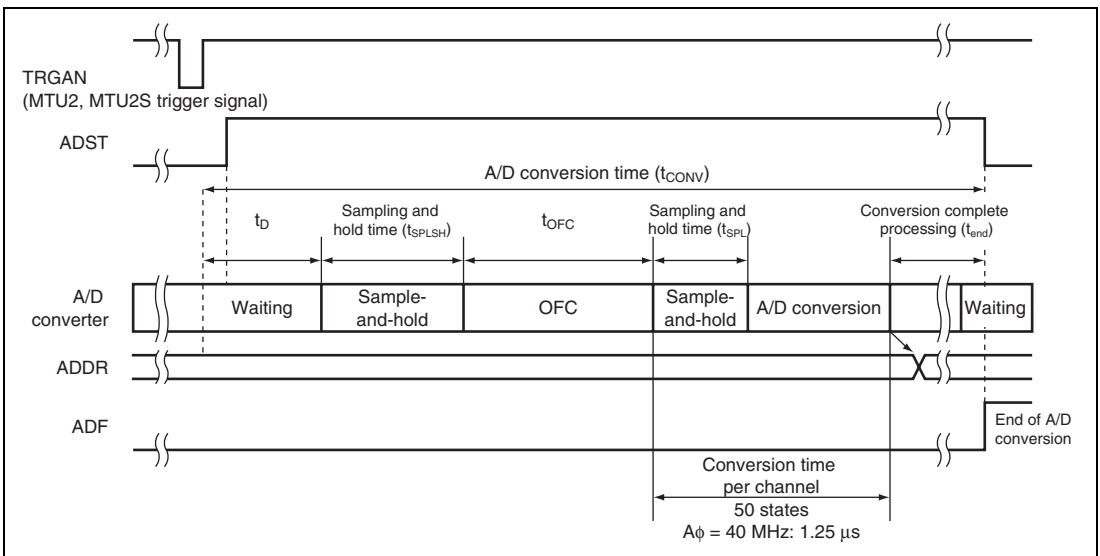 TRGAN
(MTU2, MTU2S trigger signal)
ADST
A/D conversion time (tCONV)
tD
Sampling and
hold time (tSPLSH)
tOFC
Sampling and
hold time (tSPL)
Conversion complete
processing (tend)
A/D
converter
Waiting
Sample-
and-hold
OFC
Sample-
and-hold
A/D conversion
Waiting
ADDR
ADF
End of A/D
conversion
Conversion time
per channel
50 states
Aϕ = 40 MHz: 1.25 μs